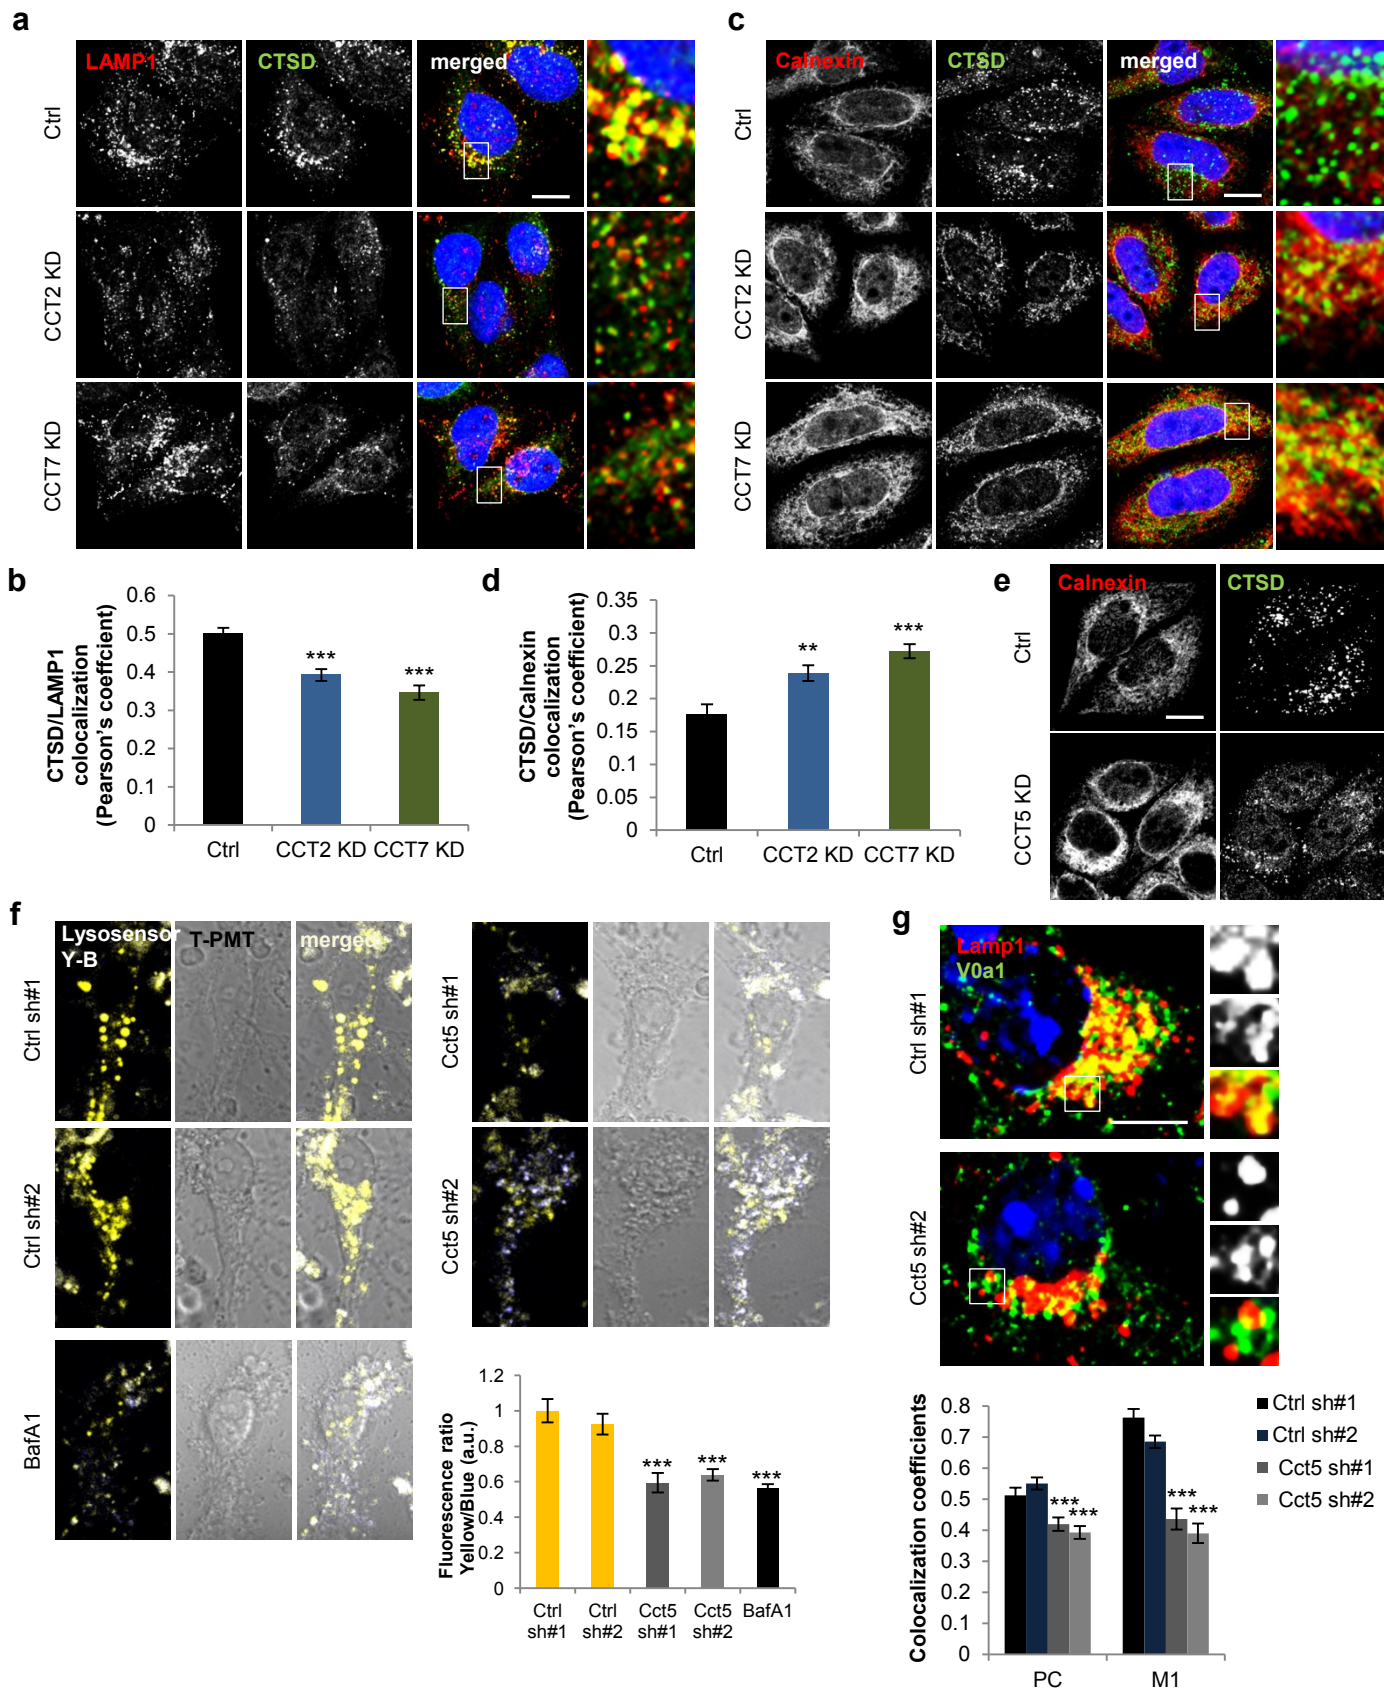 a
LAMP1
CTSD
merged
Ctrl
CCT2 KD
CCT7 KD
c
Calnexin
CTSD
merged
Ctrl
CCT2 KD
CCT7 KD
b
CTSD/LAMP1
colocalization
(Pearson's coeffcient)
0.6
0.5
0.4
0.3
0.2
0.1
0
***
***
Ctrl
CCT2 KD
CCT7 KD
d
CTSD/Calnexin
colocalization
(Pearson's coefficient)
0.35
0.3
0.25
0.2
0.15
0.1
0.05
0
**
***
Ctrl
CCT2 KD
CCT7 KD
e
Calnexin
CTSD
Ctrl
CCT5 KD
f
Lysosensor
Y-B
T-PMT
merged
Ctrl sh#1
Ctrl sh#2
BafA1
Cct5 sh#1
Cct5 sh#2
Fluorescence ratio
Yellow/Blue (a.u.)
1.2
1
0.8
0.6
0.4
0.2
0
***
***
***
Ctrl
sh#1
Ctrl
sh#2
Cct5
sh#1
Cct5
sh#2
BafA1
g
Lamp1
V0a1
Ctrl sh#1
Cct5 sh#2
Colocalization coefficients
0.8
0.7
0.6
0.5
0.4
0.3
0.2
0.1
0
***
***
***
***
PC
M1
Ctrl sh#1
Ctrl sh#2
Cct5 sh#1
Cct5 sh#2